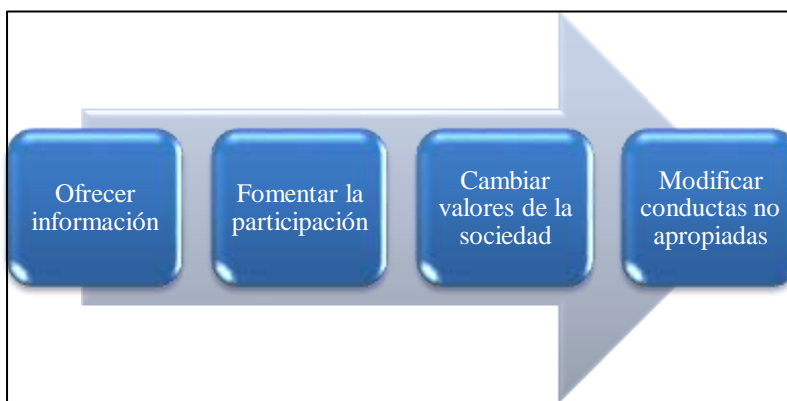 Ofrecer
información
Fomentar la
participación
Cambiar
valores de la
sociedad
Modificar
conductas no
apropiadas